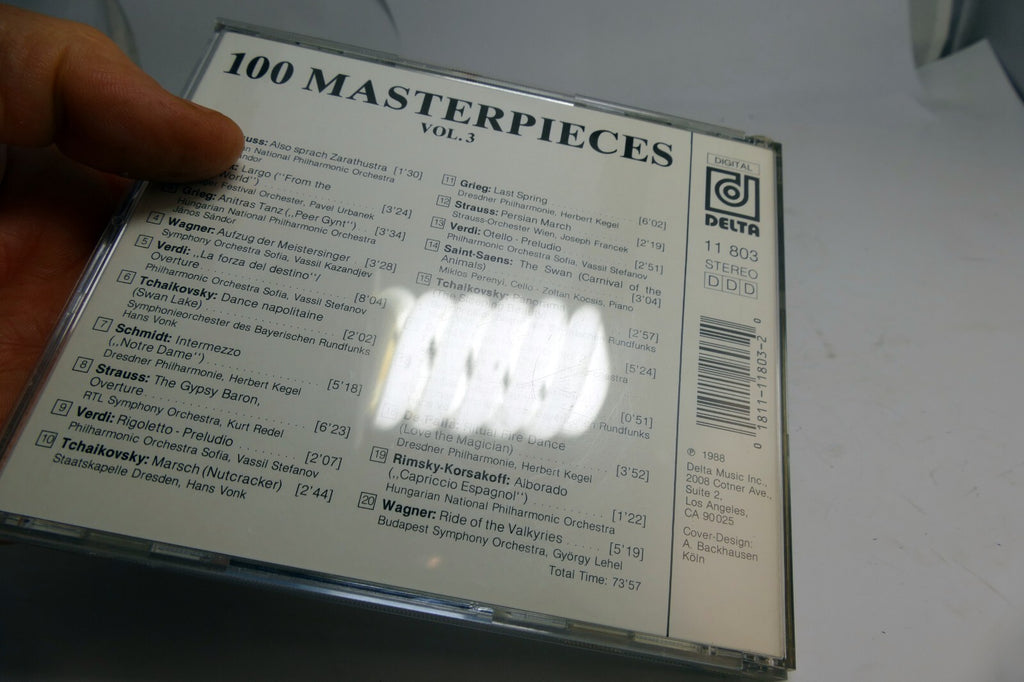 100 MASTERPIECES
VOL. 3
uss: Also sprach Zarathustra [1'30]
an National Philharmonic Orchestra
Sándor
Largo ("From the
World") [3'24]
Festival Orchestra, Pavel Urbanek
Grieg: Anitras Tanz („Peer Gynt") [3'34]
Hungarian National Philharmonic Orchestra
János Sándor
4 Wagner: Aufzug der Meistersinger [3'28]
Symphony Orchestra Sofia, Vassil Kazandjev
5 Verdi: „La forza del destino"/
Overture [8'04]
Philharmonic Orchestra Sofia, Vassil Stefanov
6 Tchaikovsky: Dance napolitaine
(Swan Lake) [2'02]
Symphonieorchester des Bayerischen Rundfunks
Hans Vonk
7 Schmidt: Intermezzo
(„Notre Dame") [5'18]
Dresdner Philharmonie, Herbert Kegel
8 Strauss: The Gypsy Baron,
Overture [6'23]
RTL Symphony Orchestra, Kurt Redel
9 Verdi: Rigoletto - Preludio [2'07]
Philharmonic Orchestra Sofia, Vassil Stefanov
10 Tchaikovsky: Marsch (Nutcracker) [2'44]
Staatskapelle Dresden, Hans Vonk
11 Grieg: Last Spring [6'02]
Dresdner Philharmonie, Herbert Kegel
12 Strauss: Persian March [2'19]
Strauss-Orchester Wien, Joseph Francek
13 Verdi: Otello - Preludio [2'51]
Philharmonic Orchestra Sofia, Vassil Stefanov
14 Saint-Saens: The Swan (Carnival of the
Animals) [3'04]
Miklos Perenyi, Cello - Zoltan Kocsis, Piano
15 Tchaikovsky:
[2'57]
Rundfunks
[5'24]
[0'51]
Rundfunks
De Falla: Ritual Fire Dance
(Love the Magician) [3'52]
Dresdner Philharmonie, Herbert Kegel
19 Rimsky-Korsakoff: Alborado
(„Capriccio Espagnol") [1'22]
Hungarian National Philharmonic Orchestra
20 Wagner: Ride of the Valkyries [5'19]
Budapest Symphony Orchestra, György Lehel
Total Time: 73'57
DIGITAL
DELTA
11 803
STEREO
DDD
0 1811-11803-2 0
℗ 1988
Delta Music Inc.,
2008 Cotner Ave.,
Suite 2,
Los Angeles,
CA 90025
Cover-Design:
A. Backhausen
Köln